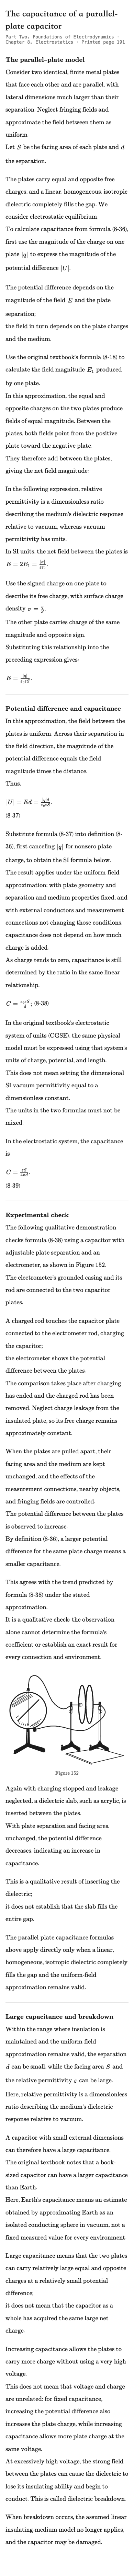 The capacitance of a parallel-
plate capacitor
Part Two, Foundations of Electrodynamics ·
Chapter 8, Electrostatics · Printed page 191
The parallel-plate model
Consider two identical, finite metal plates
that face each other and are parallel, with
lateral dimensions much larger than their
separation. Neglect fringing fields and
approximate the field between them as
uniform.
Let S be the facing area of each plate and d
the separation.
The plates carry equal and opposite free
charges, and a linear, homogeneous, isotropic
dielectric completely fills the gap. We
consider electrostatic equilibrium.
To calculate capacitance from formula (8-36),
first use the magnitude of the charge on one
plate |q| to express the magnitude of the
potential difference |U|.
The potential difference depends on the
magnitude of the field E and the plate
separation;
the field in turn depends on the plate charges
and the medium.
Use the original textbook's formula (8-18) to
calculate the field magnitude E₁ produced
by one plate.
In this approximation, the equal and
opposite charges on the two plates produce
fields of equal magnitude. Between the
plates, both fields point from the positive
plate toward the negative plate.
They therefore add between the plates,
giving the net field magnitude:
In the following expression, relative
permittivity is a dimensionless ratio
describing the medium's dielectric response
relative to vacuum, whereas vacuum
permittivity has units.
In SI units, the net field between the plates is
E = 2E₁ = |σ|/εε₀.
Use the signed charge on one plate to
describe its free charge, with surface charge
density σ = q/S.
The other plate carries charge of the same
magnitude and opposite sign.
Substituting this relationship into the
preceding expression gives:
E = |q|/ε₀εS.
Potential difference and capacitance
In this approximation, the field between the
plates is uniform. Across their separation in
the field direction, the magnitude of the
potential difference equals the field
magnitude times the distance.
Thus,
|U| = Ed = |q|d/ε₀εS.
(8-37)
Substitute formula (8-37) into definition (8-
36), first canceling |q| for nonzero plate
charge, to obtain the SI formula below.
The result applies under the uniform-field
approximation: with plate geometry and
separation and medium properties fixed, and
with external conductors and measurement
connections not changing those conditions,
capacitance does not depend on how much
charge is added.
As charge tends to zero, capacitance is still
determined by the ratio in the same linear
relationship.
C = ε₀εS/d; (8-38)
In the original textbook's electrostatic
system of units (CGSE), the same physical
model must be expressed using that system's
units of charge, potential, and length.
This does not mean setting the dimensional
SI vacuum permittivity equal to a
dimensionless constant.
The units in the two formulas must not be
mixed.
In the electrostatic system, the capacitance
is
C = εS/4πd.
(8-39)
Experimental check
The following qualitative demonstration
checks formula (8-38) using a capacitor with
adjustable plate separation and an
electrometer, as shown in Figure 152.
The electrometer's grounded casing and its
rod are connected to the two capacitor
plates.
A charged rod touches the capacitor plate
connected to the electrometer rod, charging
the capacitor;
the electrometer shows the potential
difference between the plates.
The comparison takes place after charging
has ended and the charged rod has been
removed. Neglect charge leakage from the
insulated plate, so its free charge remains
approximately constant.
When the plates are pulled apart, their
facing area and the medium are kept
unchanged, and the effects of the
measurement connections, nearby objects,
and fringing fields are controlled.
The potential difference between the plates
is observed to increase.
By definition (8-36), a larger potential
difference for the same plate charge means a
smaller capacitance.
This agrees with the trend predicted by
formula (8-38) under the stated
approximation.
It is a qualitative check: the observation
alone cannot determine the formula's
coefficient or establish an exact result for
every connection and environment.
Figure 152
Again with charging stopped and leakage
neglected, a dielectric slab, such as acrylic, is
inserted between the plates.
With plate separation and facing area
unchanged, the potential difference
decreases, indicating an increase in
capacitance.
This is a qualitative result of inserting the
dielectric;
it does not establish that the slab fills the
entire gap.
The parallel-plate capacitance formulas
above apply directly only when a linear,
homogeneous, isotropic dielectric completely
fills the gap and the uniform-field
approximation remains valid.
Large capacitance and breakdown
Within the range where insulation is
maintained and the uniform-field
approximation remains valid, the separation
d can be small, while the facing area S and
the relative permittivity ε can be large.
Here, relative permittivity is a dimensionless
ratio describing the medium's dielectric
response relative to vacuum.
A capacitor with small external dimensions
can therefore have a large capacitance.
The original textbook notes that a book-
sized capacitor can have a larger capacitance
than Earth.
Here, Earth's capacitance means an estimate
obtained by approximating Earth as an
isolated conducting sphere in vacuum, not a
fixed measured value for every environment.
Large capacitance means that the two plates
can carry relatively large equal and opposite
charges at a relatively small potential
difference;
it does not mean that the capacitor as a
whole has acquired the same large net
charge.
Increasing capacitance allows the plates to
carry more charge without using a very high
voltage.
This does not mean that voltage and charge
are unrelated: for fixed capacitance,
increasing the potential difference also
increases the plate charge, while increasing
capacitance allows more plate charge at the
same voltage.
At excessively high voltage, the strong field
between the plates can cause the dielectric to
lose its insulating ability and begin to
conduct. This is called dielectric breakdown.
When breakdown occurs, the assumed linear
insulating medium model no longer applies,
and the capacitor may be damaged.